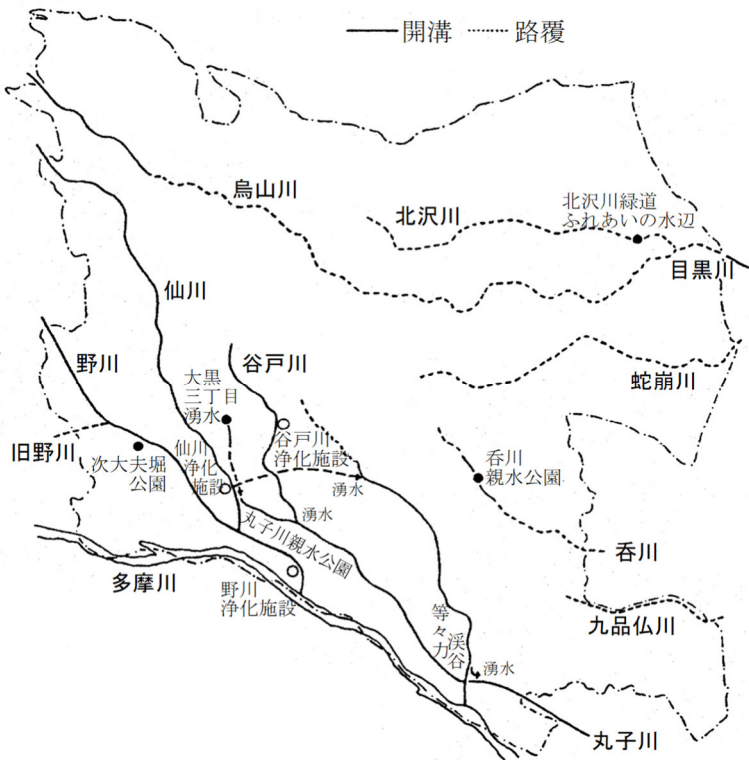 開溝 路覆
烏山川
北沢川
北沢川緑道
ふれあいの水辺
目黒川
仙川
野川
谷戸川
蛇崩川
大黒
三丁目
湧水
旧野川
次大夫堀
公園
仙川
浄化
施設
谷戸川
浄化施設
湧水
呑川
親水公園
湧水
丸子川親水公園
呑川
多摩川
野川
浄化施設
等々力
渓谷
湧水
九品仏川
丸子川